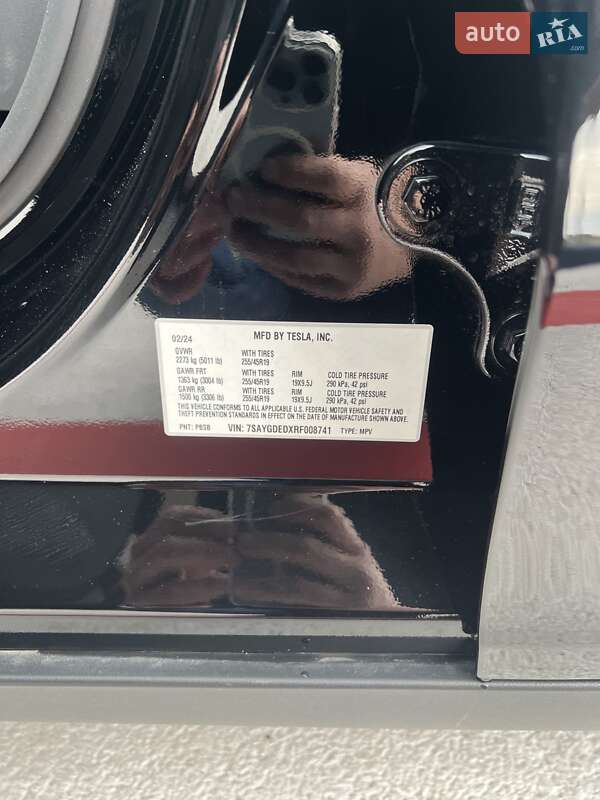 auto RIA.com
02/24 MFD BY TESLA, INC.
GVWR WITH TIRES
2273 kg (5011 lb) 255/45R19
GAWR FRT WITH TIRES RIM COLD TIRE PRESSURE
1363 kg (3004 lb) 255/45R19 19X9.5J 290 kPa, 42 psi
GAWR RR WITH TIRES RIM COLD TIRE PRESSURE
1500 kg (3306 lb) 255/45R19 19X9.5J 290 kPa, 42 psi
THIS VEHICLE CONFORMS TO ALL APPLICABLE U.S. FEDERAL MOTOR VEHICLE SAFETY AND
THEFT PREVENTION STANDARDS IN EFFECT ON THE DATE OF MANUFACTURE SHOWN ABOVE.
PNT: PBSB VIN: 7SAYGDEDXRF008741 TYPE: MPV